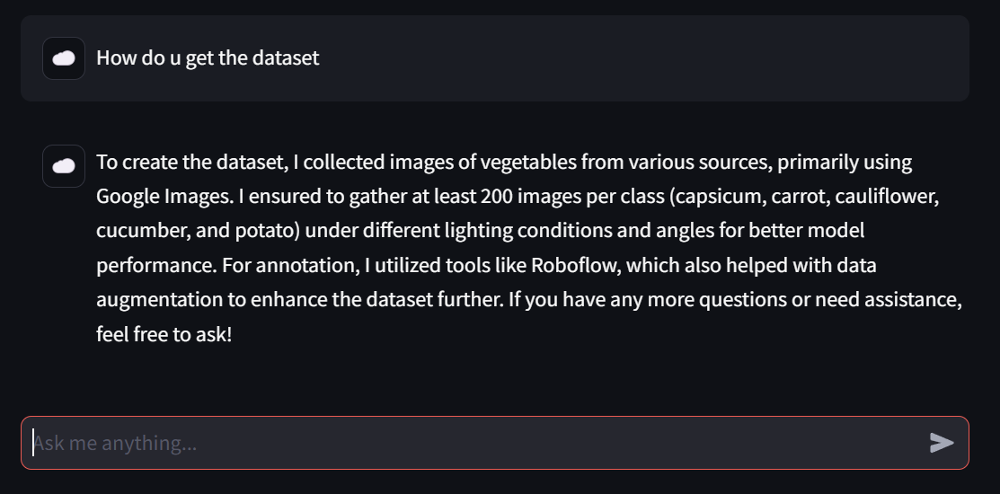 How do u get the dataset
To create the dataset, I collected images of vegetables from various sources, primarily using
Google Images. I ensured to gather at least 200 images per class (capsicum, carrot, cauliflower,
cucumber, and potato) under different lighting conditions and angles for better model
performance. For annotation, I utilized tools like Roboflow, which also helped with data
augmentation to enhance the dataset further. If you have any more questions or need assistance,
feel free to ask!
Ask me anything...